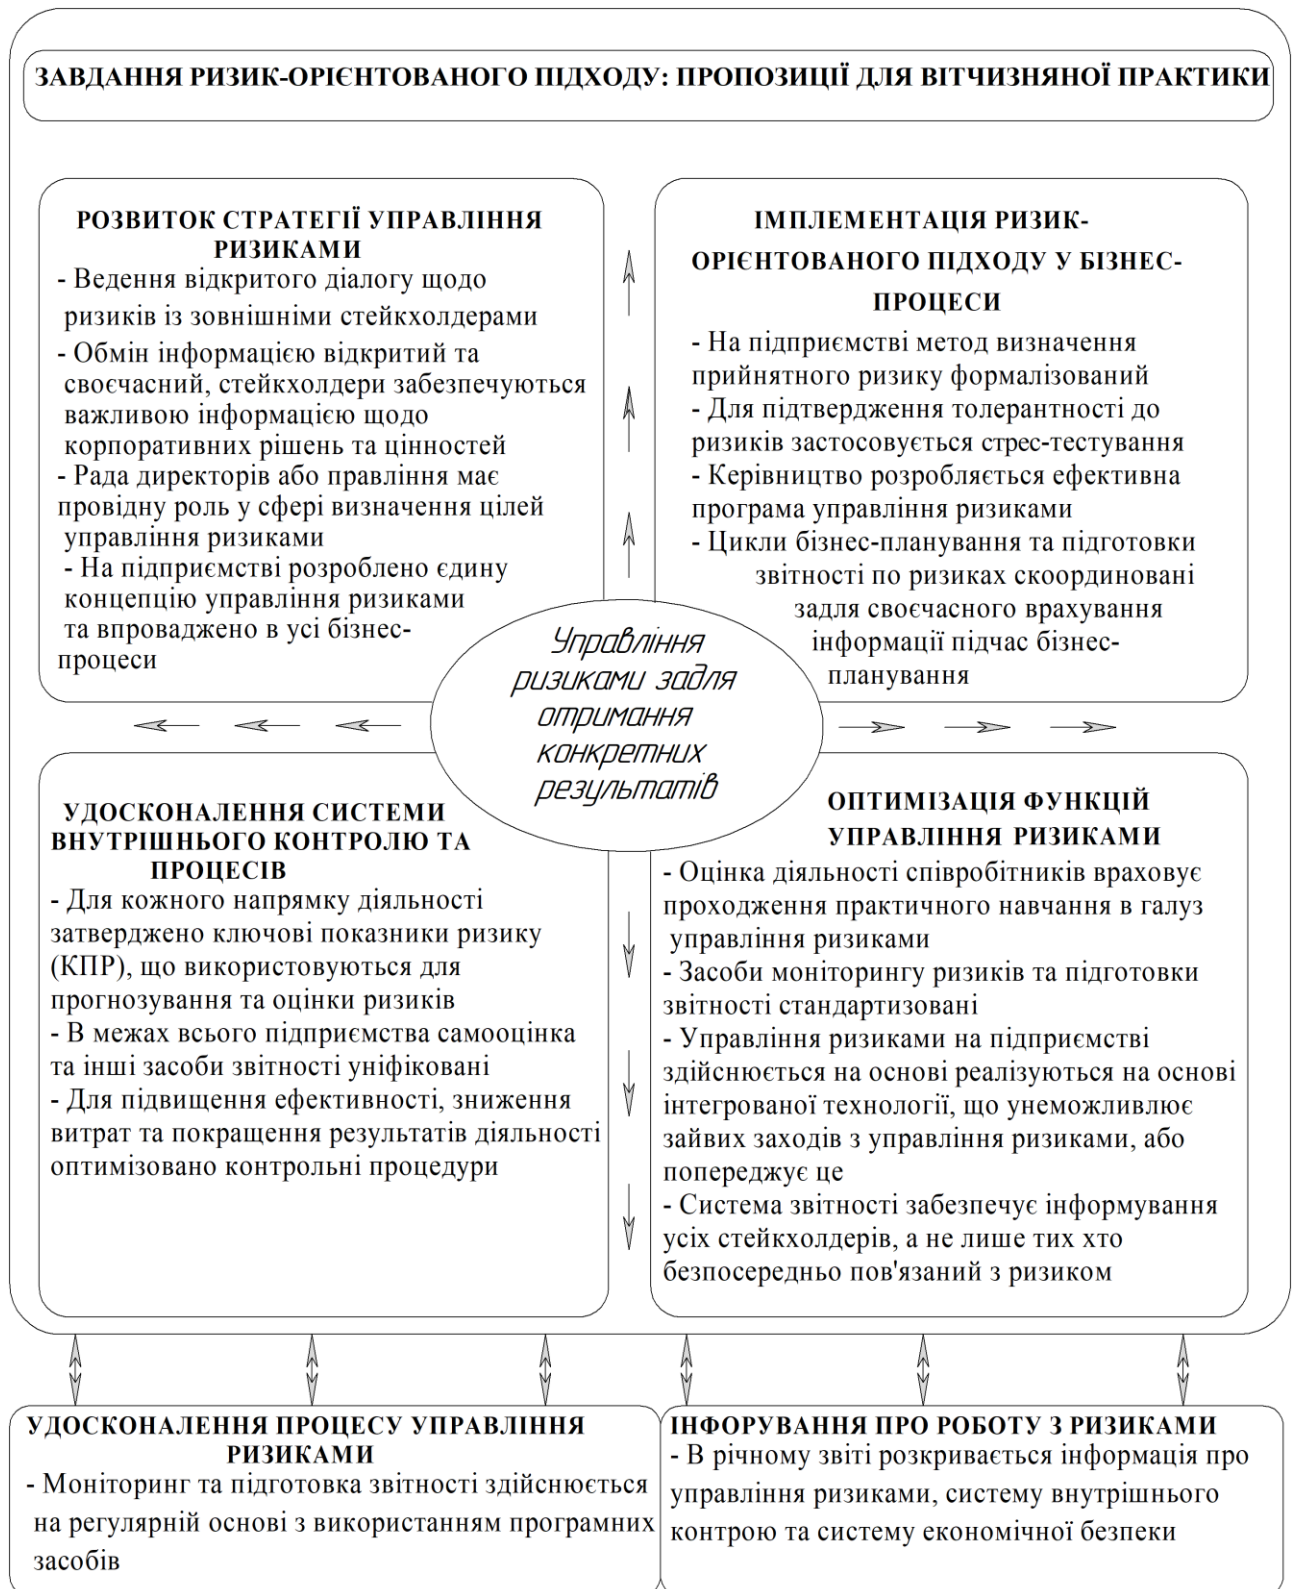 ЗАВДАННЯ РИЗИК-ОРІЄНТОВАНОГО ПІДХОДУ: ПРОПОЗИЦІЇ ДЛЯ ВІТЧИЗНЯНОЇ ПРАКТИКИ
РОЗВИТОК СТРАТЕГІЇ УПРАВЛІННЯ
РИЗИКАМИ
- Ведення відкритого діалогу щодо
ризиків із зовнішніми стейкхолдерами
- Обмін інформацією відкритий та
своєчасний, стейкхолдери забезпечуються
важливою інформацією щодо
корпоративних рішень та цінностей
- Рада директорів або правління має
провідну роль у сфері визначення цілей
управління ризиками
- На підприємстві розроблено єдину
концепцію управління ризиками
та впроваджено в усі бізнес-
процеси
ІМПЛЕМЕНТАЦІЯ РИЗИК-
ОРІЄНТОВАНОГО ПІДХОДУ У БІЗНЕС-
ПРОЦЕСИ
- На підприємстві метод визначення
прийнятного ризику формалізований
- Для підтвердження толерантності до
ризиків застосовується стрес-тестування
- Керівництво розробляється ефективна
програма управління ризиками
- Цикли бізнес-планування та підготовки
звітності по ризиках скоординовані
задля своєчасного врахування
інформації підчас бізнес-
планування
Управління
ризиками задля
отримання
конкретних
результатів
УДОСКОНАЛЕННЯ СИСТЕМИ
ВНУТРІШНЬОГО КОНТРОЛЮ ТА
ПРОЦЕСІВ
- Для кожного напрямку діяльності
затверджено ключові показники ризику
(КПР), що використовуються для
прогнозування та оцінки ризиків
- В межах всього підприємства самооцінка
та інші засоби звітності уніфіковані
- Для підвищення ефективності, зниження
витрат та покращення результатів діяльності
оптимізовано контрольні процедури
ОПТИМІЗАЦІЯ ФУНКЦІЙ
УПРАВЛІННЯ РИЗИКАМИ
- Оцінка діяльності співробітників враховує
проходження практичного навчання в галуз
управління ризиками
- Засоби моніторингу ризиків та підготовки
звітності стандартизовані
- Управління ризиками на підприємстві
здійснюється на основі реалізуються на основі
інтегрованої технології, що унеможливлює
зайвих заходів з управління ризиками, або
попереджує це
- Система звітності забезпечує інформування
усіх стейкхолдерів, а не лише тих хто
безпосередньо пов'язаний з ризиком
УДОСКОНАЛЕННЯ ПРОЦЕСУ УПРАВЛІННЯ
РИЗИКАМИ
- Моніторинг та підготовка звітності здійснюється
на регулярній основі з використанням програмних
засобів
ІНФОРУВАННЯ ПРО РОБОТУ З РИЗИКАМИ
- В річному звіті розкривається інформація про
управління ризиками, систему внутрішнього
контрою та систему економічної безпеки